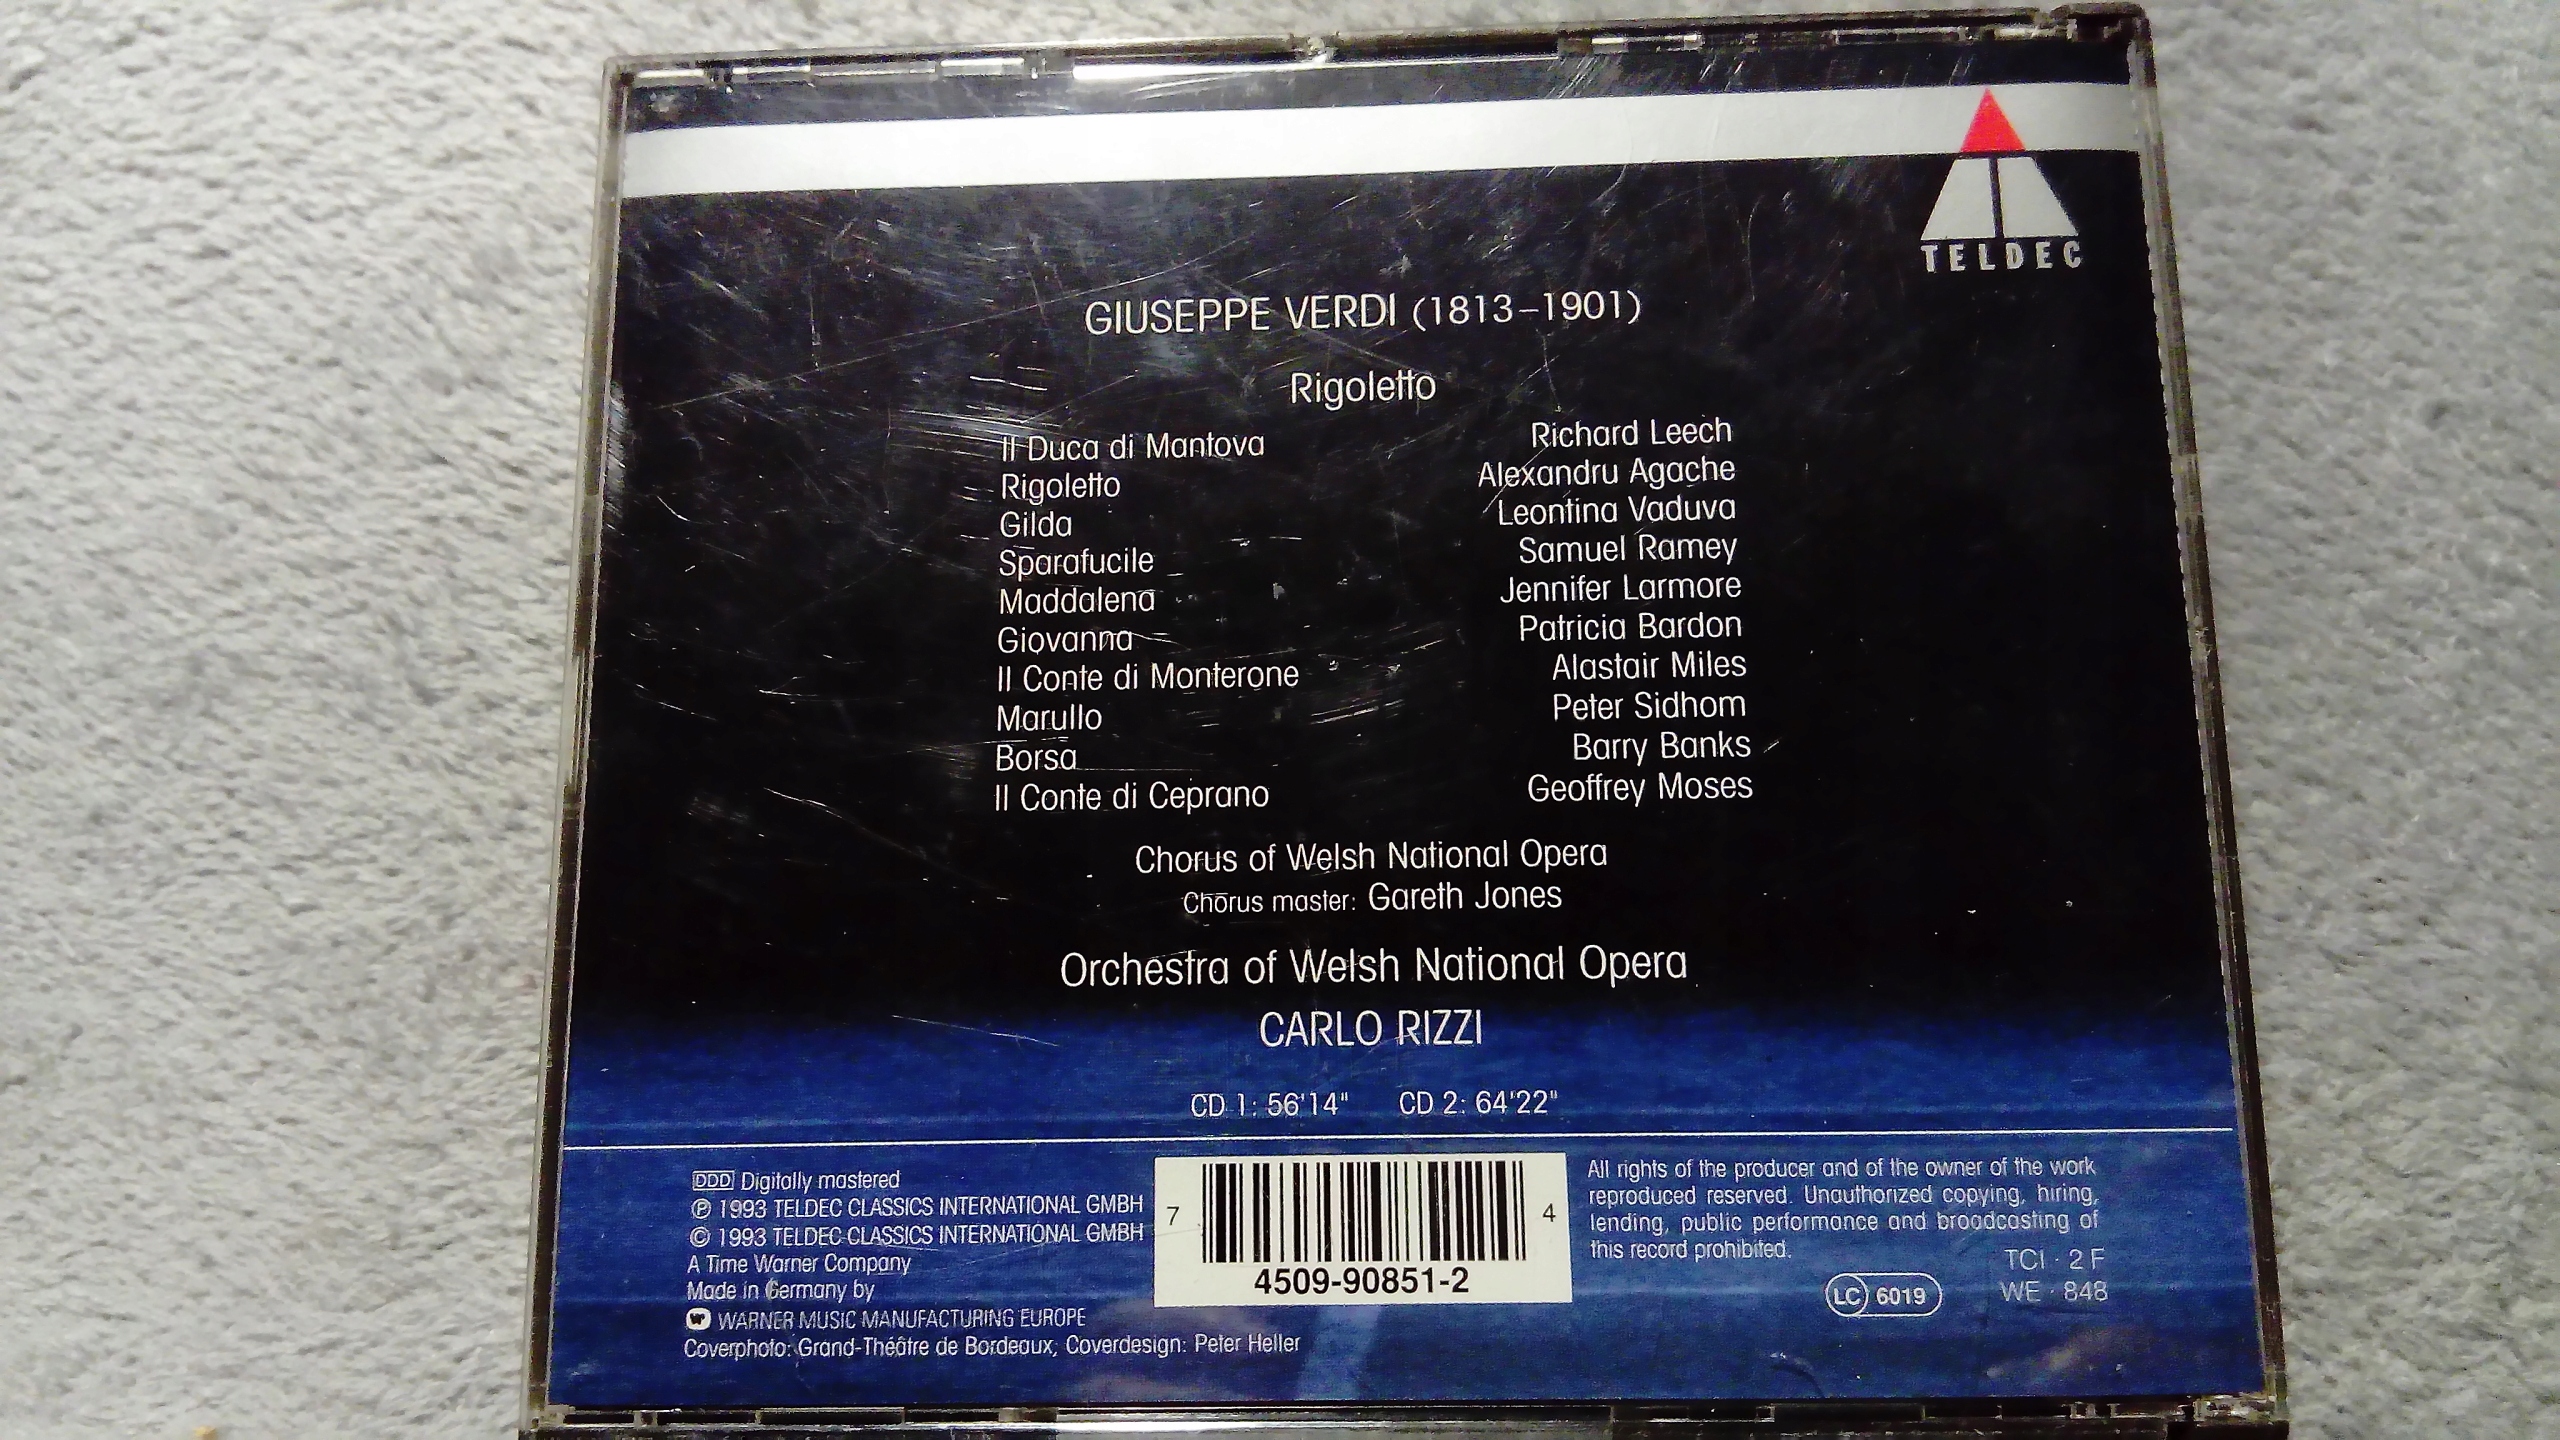 TELDEC
GIUSEPPE VERDI (1813–1901)
Rigoletto
Il Duca di Mantova Richard Leech
Rigoletto Alexandru Agache
Gilda Leontina Vaduva
Sparafucile Samuel Ramey
Maddalena Jennifer Larmore
Giovanna Patricia Bardon
Il Conte di Monterone Alastair Miles
Marullo Peter Sidhom
Borsa Barry Banks
Il Conte di Ceprano Geoffrey Moses
Chorus of Welsh National Opera
Chorus master: Gareth Jones
Orchestra of Welsh National Opera
CARLO RIZZI
CD 1: 56'14" CD 2: 64'22"
DDD Digitally mastered
℗ 1993 TELDEC CLASSICS INTERNATIONAL GMBH
© 1993 TELDEC CLASSICS INTERNATIONAL GMBH
A Time Warner Company
Made in Germany by
WARNER MUSIC MANUFACTURING EUROPE
Coverphoto: Grand-Théâtre de Bordeaux; Coverdesign: Peter Heller
7 4
4509-90851-2
All rights of the producer and of the owner of the work
reproduced reserved. Unauthorized copying, hiring,
lending, public performance and broadcasting of
this record prohibited.
TCI · 2 F
LC 6019 WE · 848